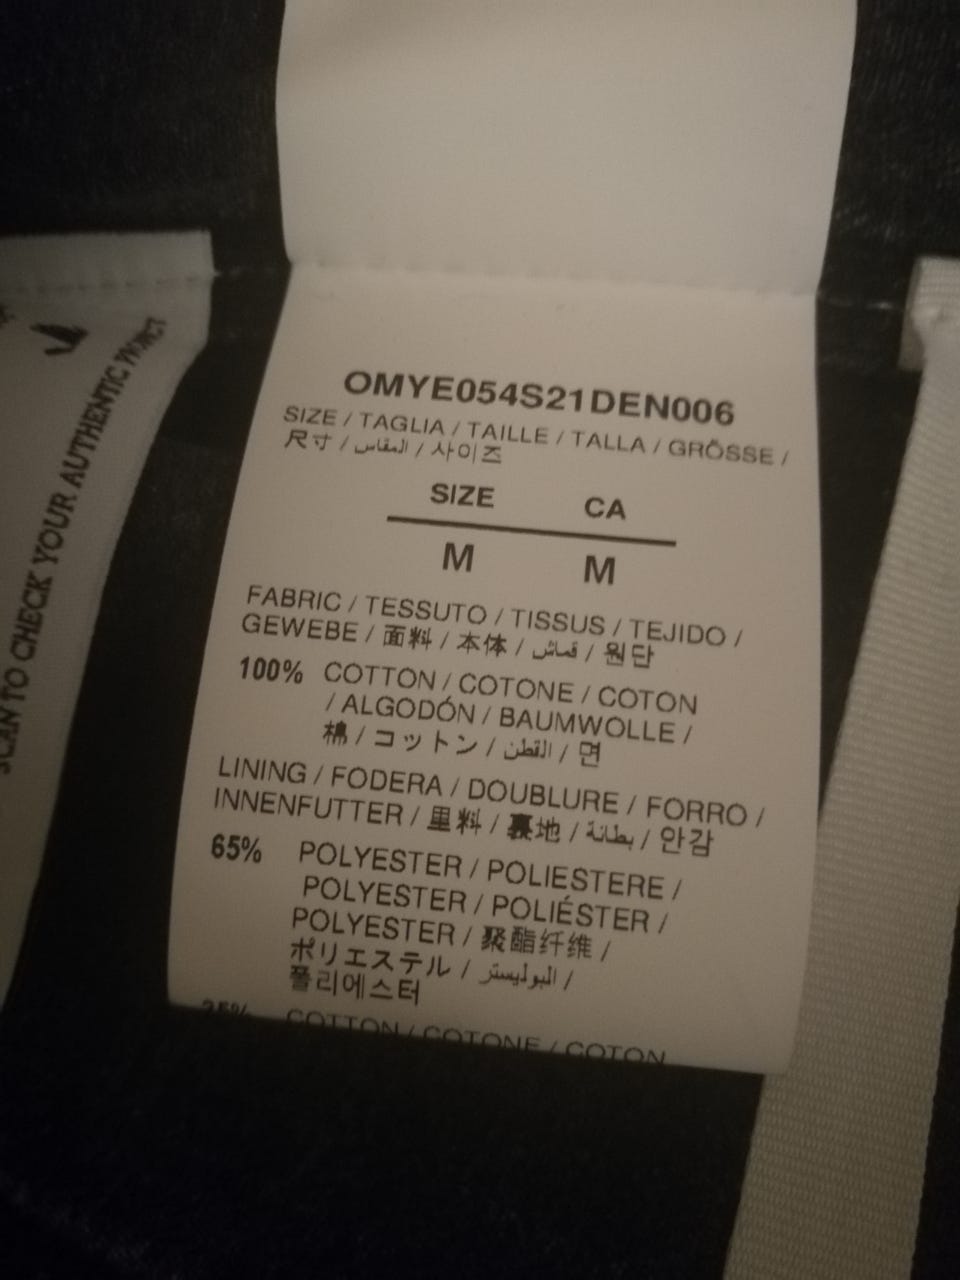 SCAN TO CHECK YOUR AUTHENTIC
OMYE054S21DEN006
SIZE / TAGLIA / TAILLE / TALLA / GRÖSSE /
尺寸 / المقاس / 사이즈
SIZE CA
M M
FABRIC / TESSUTO / TISSUS / TEJIDO /
GEWEBE / 面料 / 本体 / قماش / 원단
100% COTTON / COTONE / COTON
/ ALGODÓN / BAUMWOLLE /
棉 / コットン / القطن / 면
LINING / FODERA / DOUBLURE / FORRO /
INNENFUTTER / 里料 / 裏地 / بطانة / 안감
65% POLYESTER / POLIESTERE /
POLYESTER / POLIÉSTER /
POLYESTER / 聚酯纤维 /
ポリエステル / البوليستر /
폴리에스터
35% COTTON / COTONE / COTON